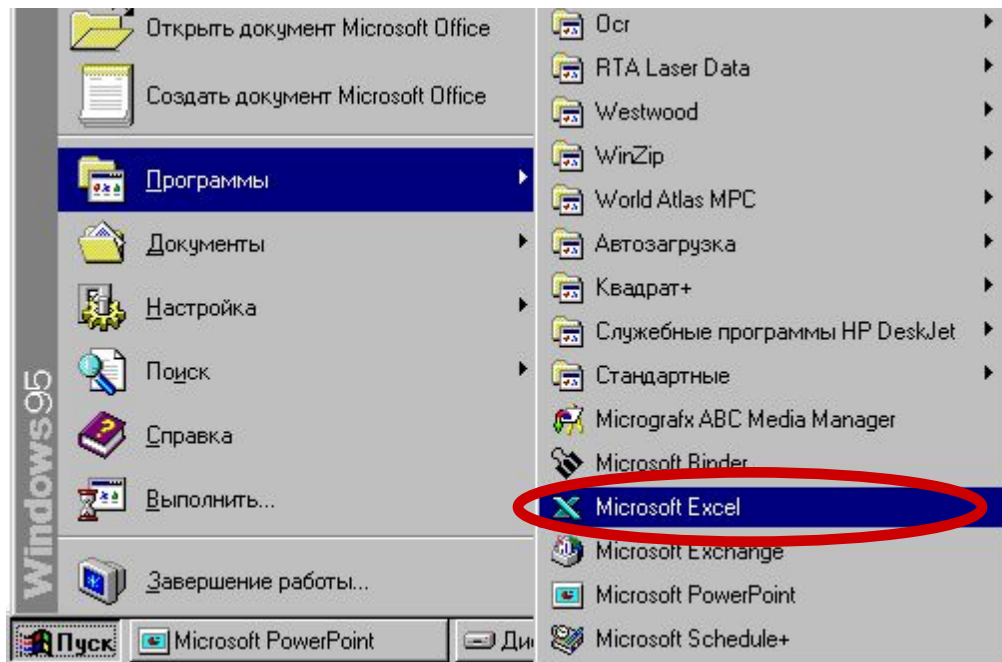 Открыть документ Microsoft Office
Создать документ Microsoft Office
Программы
Документы
Настройка
Поиск
Справка
Выполнить...
Завершение работы...
Windows95
Ocr
RTA Laser Data
Westwood
WinZip
World Atlas MPC
Автозагрузка
Квадрат+
Служебные программы HP DeskJet
Стандартные
Micrografx ABC Media Manager
Microsoft Binder
Microsoft Excel
Microsoft Exchange
Microsoft PowerPoint
Microsoft Schedule+
Пуск
Microsoft PowerPoint